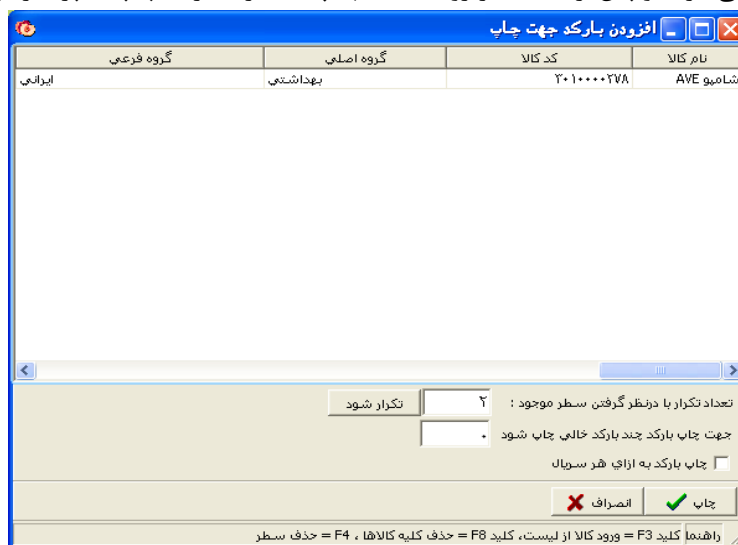 افزودن بارکد جهت چاپ
نام کالا کد کالا گروه اصلي گروه فرعي
شامپو AVE ۲۰۱۰۰۰۰۲۷۸ بهداشتي ايراني
تعداد تکرار با درنظر گرفتن سطر موجود : ۲ تکرار شود
جهت چاپ بارکد چند بارکد خالي چاپ شود ۰
چاپ بارکد به ازاي هر سريال
چاپ انصراف
راهنما کليد F3 = ورود کالا از ليست، کليد F8 = حذف کليه کالاها ، F4 = حذف سطر